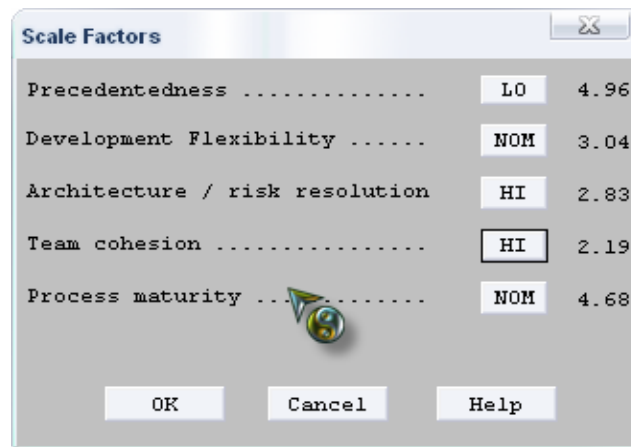 Scale Factors
Precedentedness .............. LO 4.96
Development Flexibility ...... NOM 3.04
Architecture / risk resolution HI 2.83
Team cohesion ................ HI 2.19
Process maturity ............. NOM 4.68
OK Cancel Help